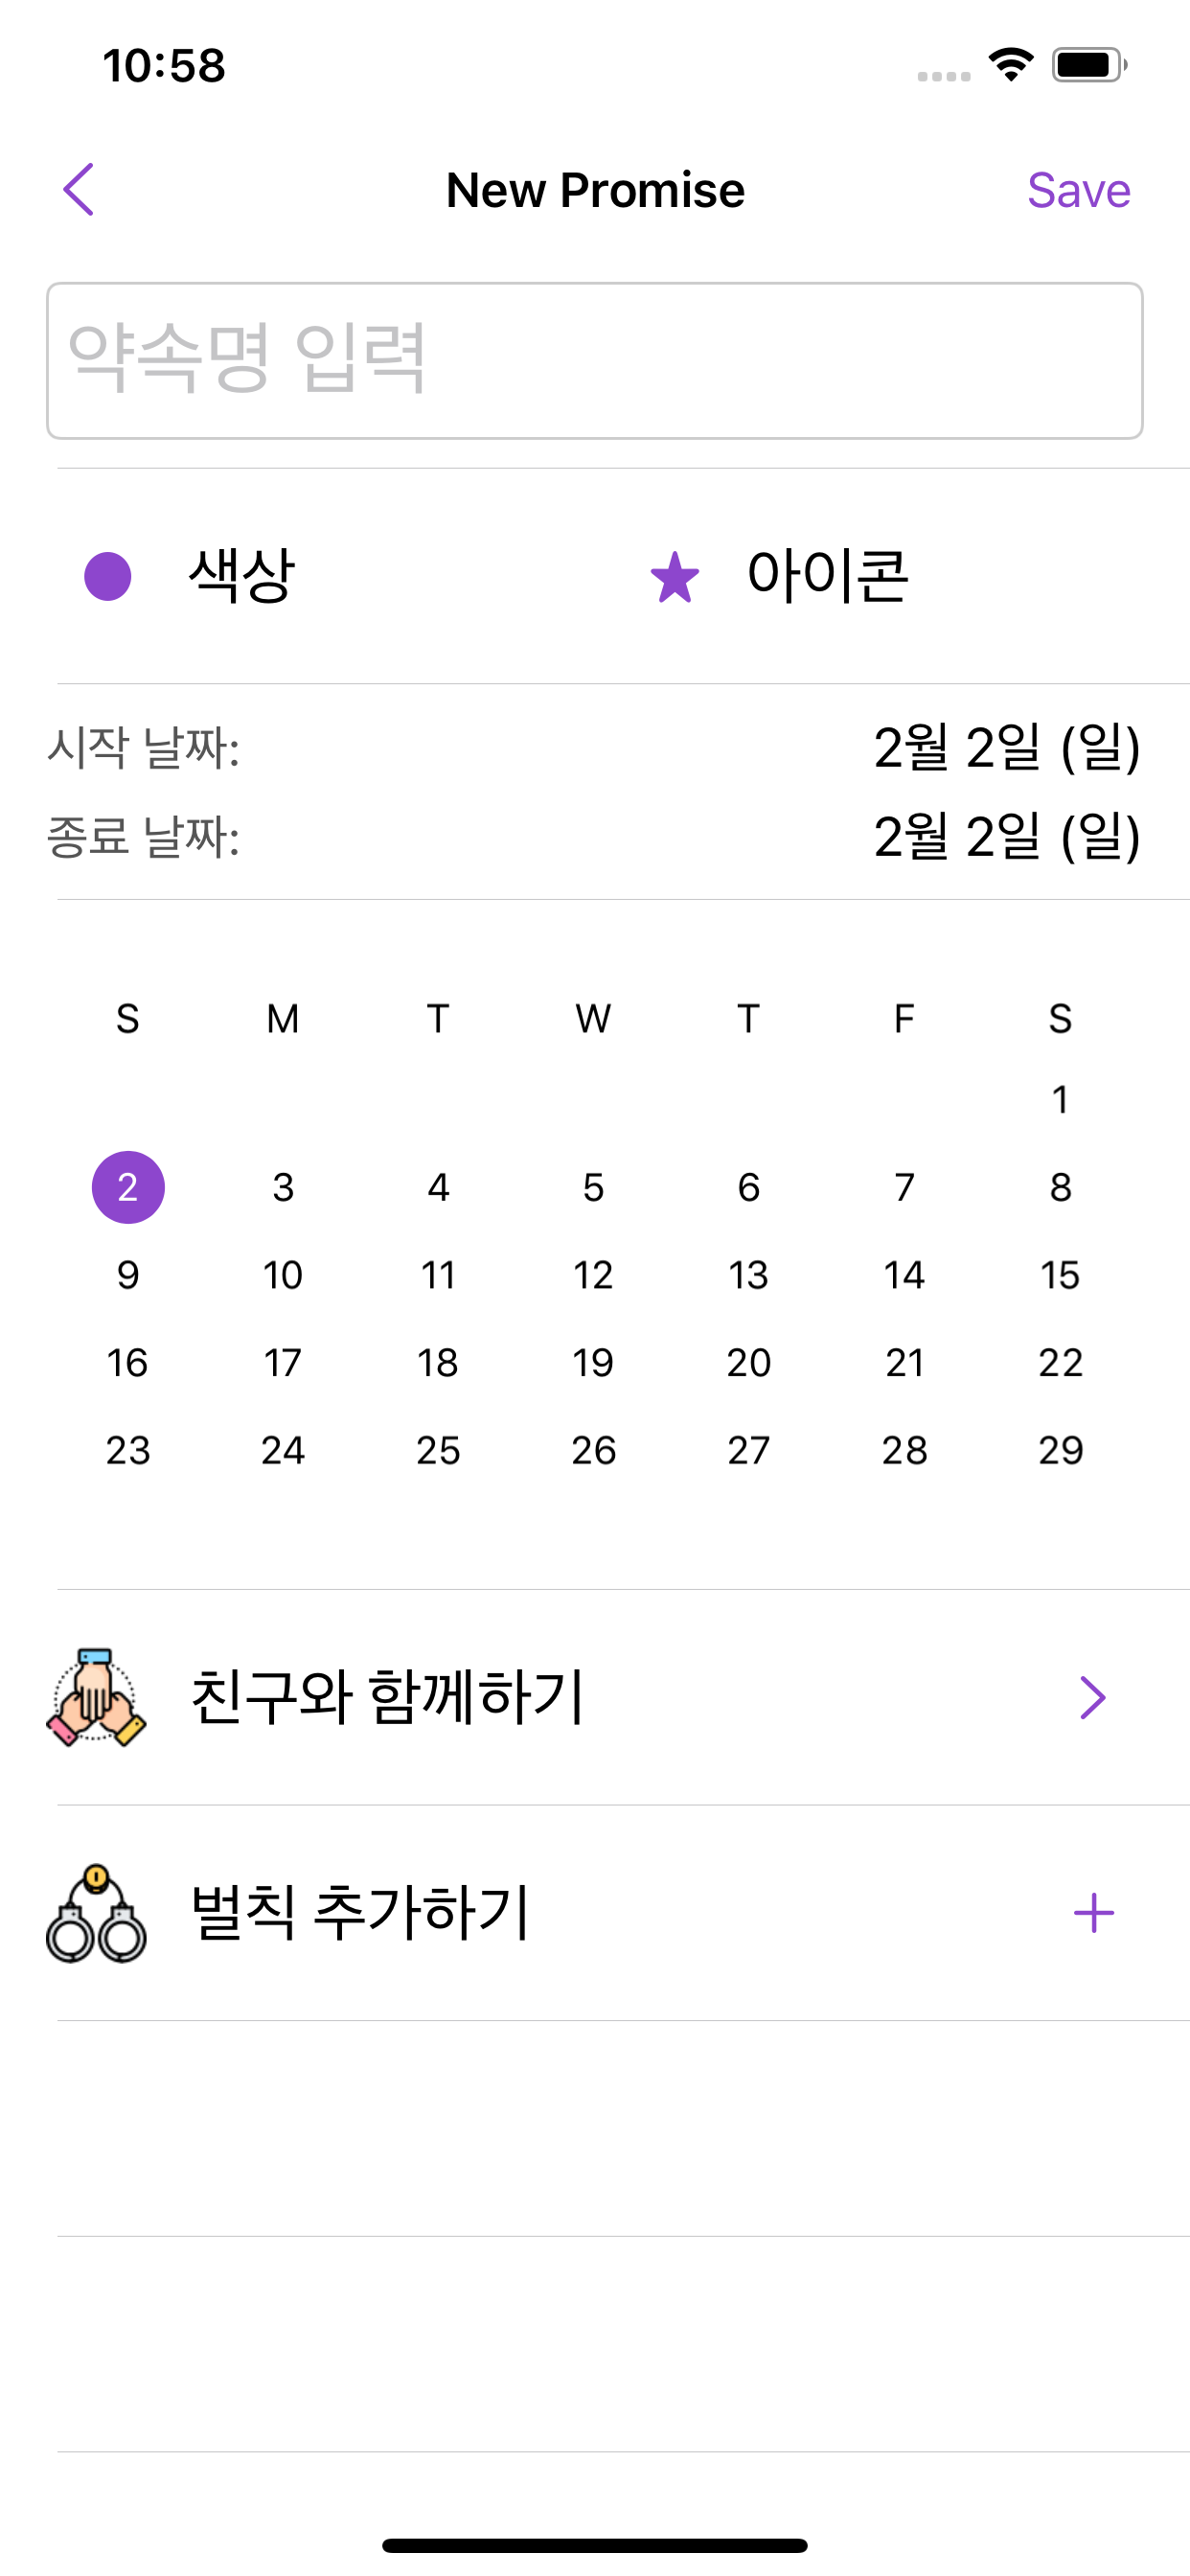 10:58
New Promise Save
약속명 입력
색상 아이콘
시작 날짜: 2월 2일 (일)
종료 날짜: 2월 2일 (일)
S M T W T F S
1
2 3 4 5 6 7 8
9 10 11 12 13 14 15
16 17 18 19 20 21 22
23 24 25 26 27 28 29
친구와 함께하기
벌칙 추가하기